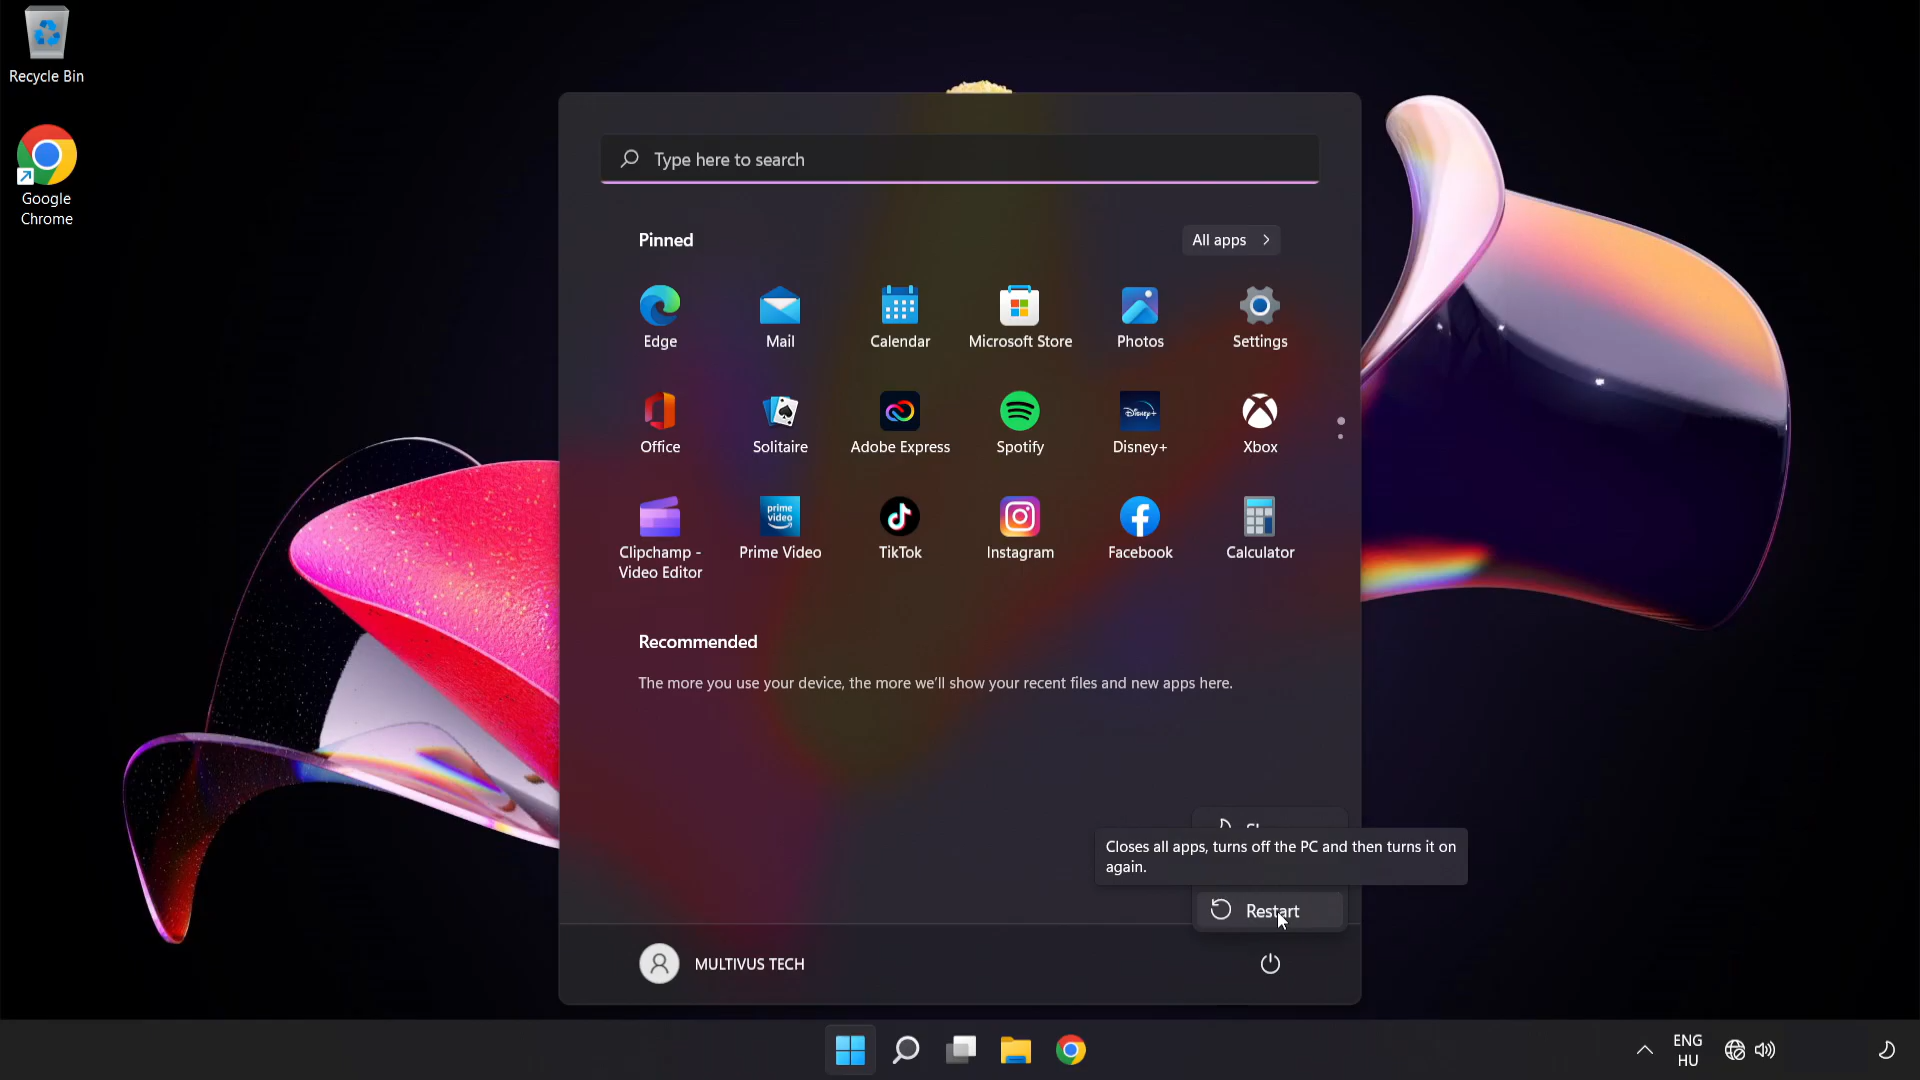 Recycle Bin
Google
Chrome
Type here to search
Pinned
All apps
Edge
Mail
Calendar
Microsoft Store
Photos
Settings
Office
Solitaire
Adobe Express
Spotify
Disney+
Disney+
Xbox
prime
video
Clipchamp -
Video Editor
Prime Video
TikTok
Instagram
Facebook
Calculator
Recommended
The more you use your device, the more we'll show your recent files and new apps here.
Closes all apps, turns off the PC and then turns it on
again.
Restart
MULTIVUS TECH
ENG
HU